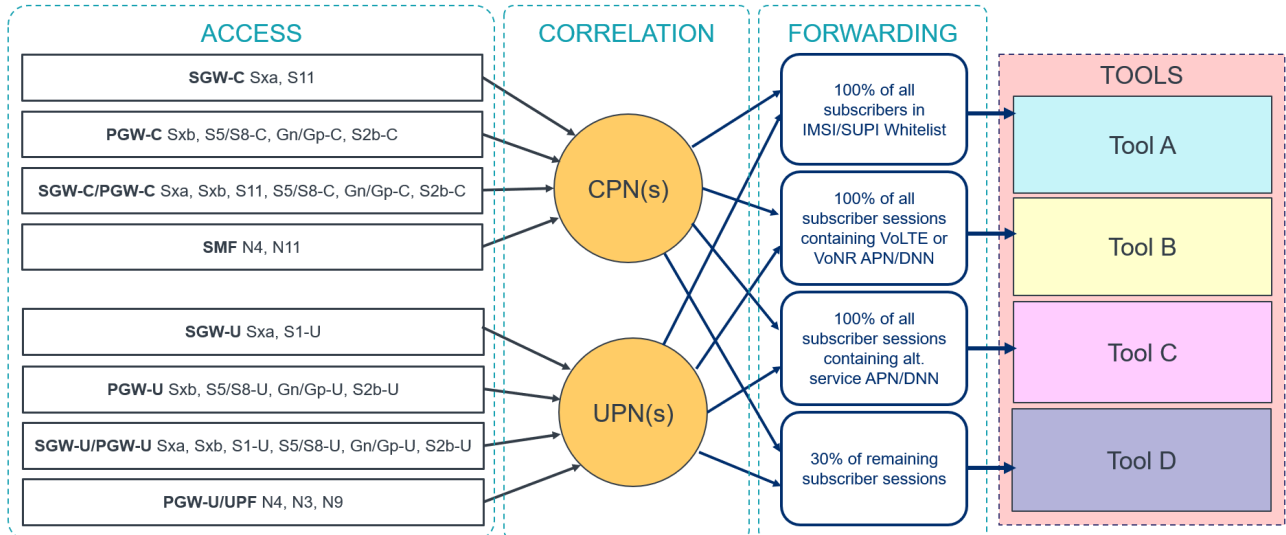 ACCESS
SGW-C Sxa, S11
PGW-C Sxb, S5/S8-C, Gn/Gp-C, S2b-C
SGW-C/PGW-C Sxa, Sxb, S11, S5/S8-C, Gn/Gp-C, S2b-C
SMF N4, N11
SGW-U Sxa, S1-U
PGW-U Sxb, S5/S8-U, Gn/Gp-U, S2b-U
SGW-U/PGW-U Sxa, Sxb, S1-U, S5/S8-U, Gn/Gp-U, S2b-U
PGW-U/UPF N4, N3, N9
CORRELATION
CPN(s)
UPN(s)
FORWARDING
100% of all
subscribers in
IMSI/SUPI Whitelist
100% of all
subscriber sessions
containing VoLTE or
VoNR APN/DNN
100% of all
subscriber sessions
containing alt.
service APN/DNN
30% of remaining
subscriber sessions
TOOLS
Tool A
Tool B
Tool C
Tool D